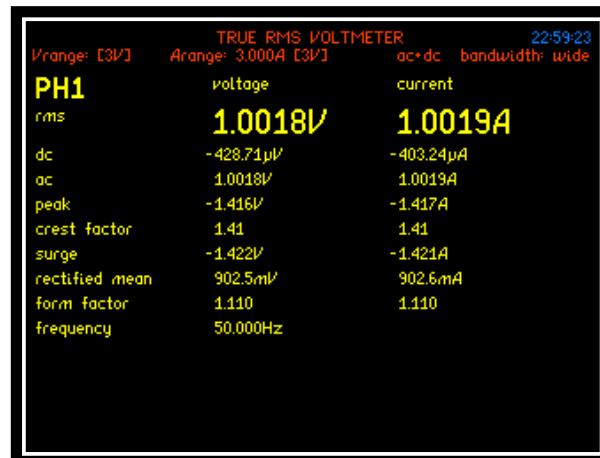 TRUE RMS VOLTMETER 22:59:23
Vrange: [3V] Arange: 3.000A [3V] ac+dc bandwidth: wide
PH1 voltage current
rms 1.0018V 1.0019A
dc -428.71µV -403.24µA
ac 1.0018V 1.0019A
peak -1.416V -1.417A
crest factor 1.41 1.41
surge -1.422V -1.421A
rectified mean 902.5mV 902.6mA
form factor 1.110 1.110
frequency 50.000Hz